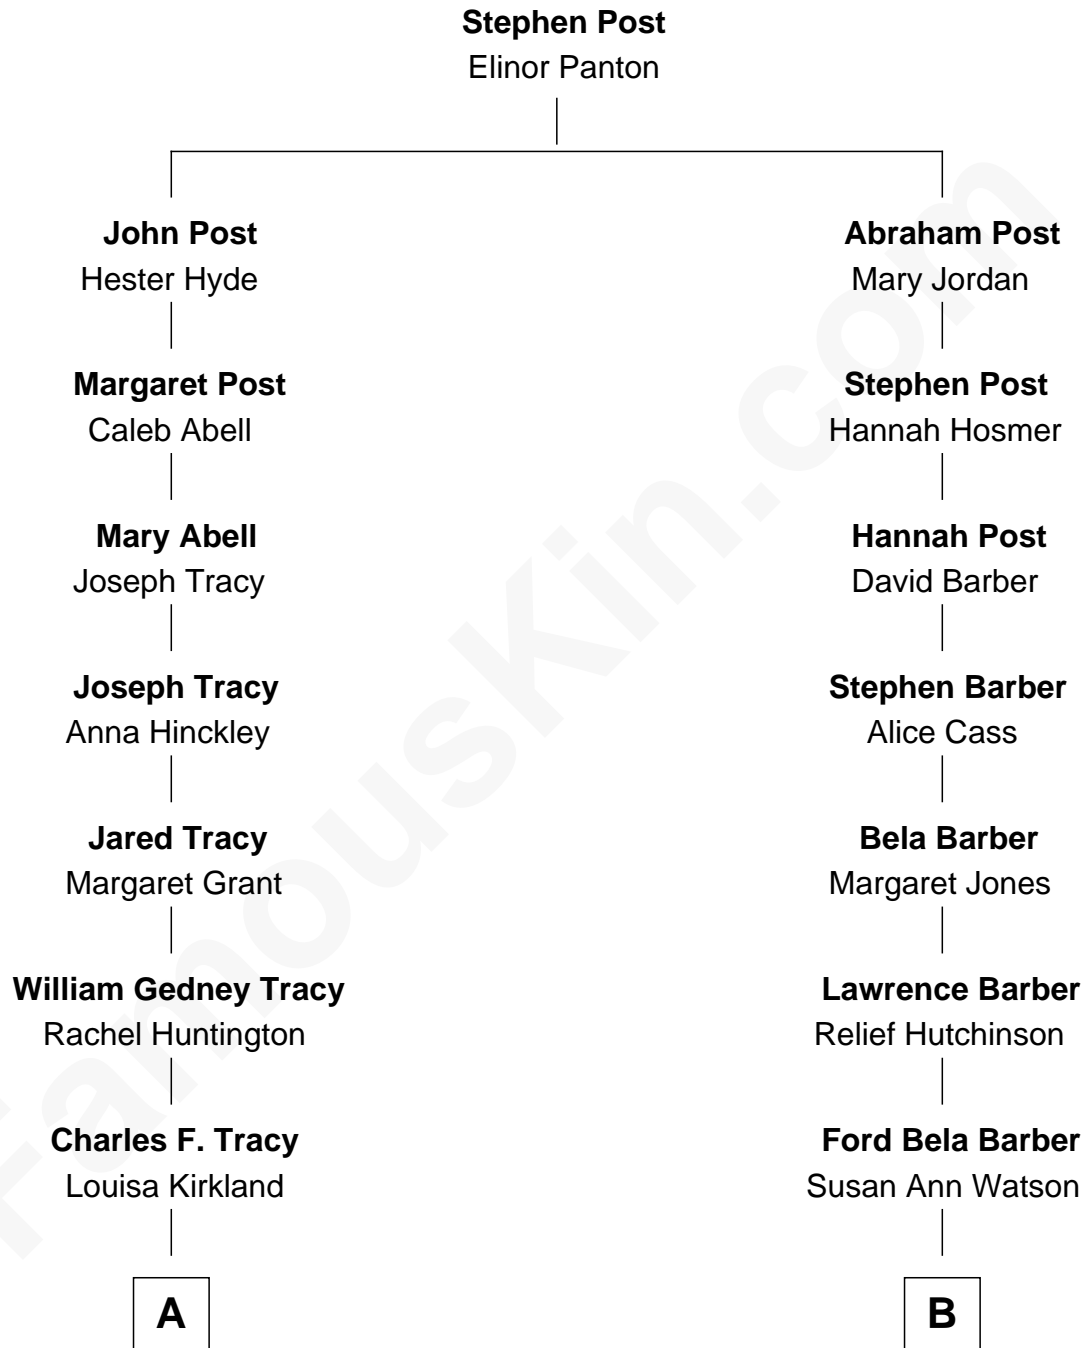 Stephen Post
Elinor Panton
John Post
Hester Hyde
Abraham Post
Mary Jordan
Margaret Post
Caleb Abell
Stephen Post
Hannah Hosmer
Mary Abell
Joseph Tracy
Hannah Post
David Barber
Joseph Tracy
Anna Hinckley
Stephen Barber
Alice Cass
Jared Tracy
Margaret Grant
Bela Barber
Margaret Jones
William Gedney Tracy
Rachel Huntington
Lawrence Barber
Relief Hutchinson
Charles F. Tracy
Louisa Kirkland
Ford Bela Barber
Susan Ann Watson
A
B
FamousKin.com